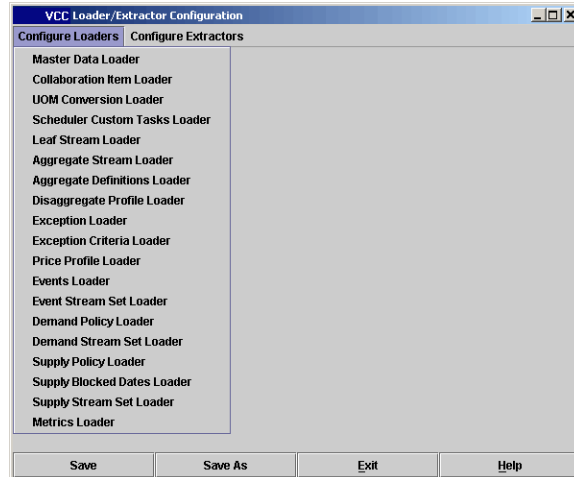 VCC Loader/Extractor Configuration
Configure Loaders Configure Extractors
Master Data Loader
Collaboration Item Loader
UOM Conversion Loader
Scheduler Custom Tasks Loader
Leaf Stream Loader
Aggregate Stream Loader
Aggregate Definitions Loader
Disaggregate Profile Loader
Exception Loader
Exception Criteria Loader
Price Profile Loader
Events Loader
Event Stream Set Loader
Demand Policy Loader
Demand Stream Set Loader
Supply Policy Loader
Supply Blocked Dates Loader
Supply Stream Set Loader
Metrics Loader
Save Save As Exit Help